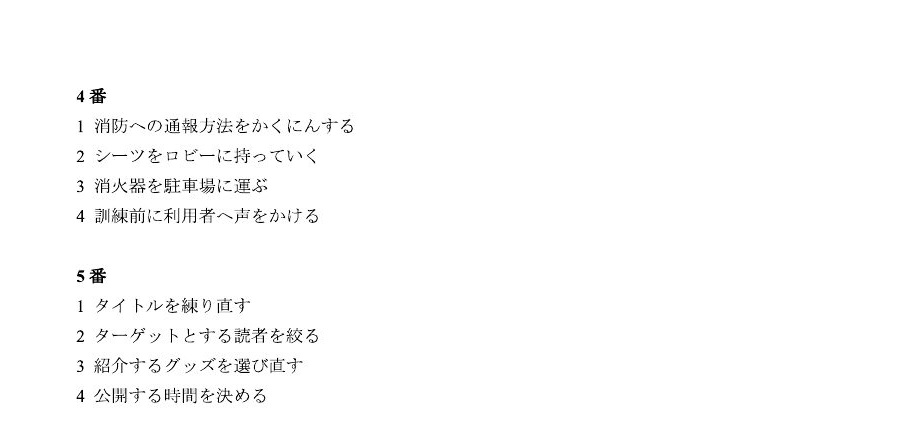 4 番
1 消防への通報方法をかくにんする
2 シーツをロビーに持っていく
3 消火器を駐車場に運ぶ
4 訓練前に利用者へ声をかける
5 番
1 タイトルを練り直す
2 ターゲットとする読者を絞る
3 紹介するグッズを選び直す
4 公開する時間を決める